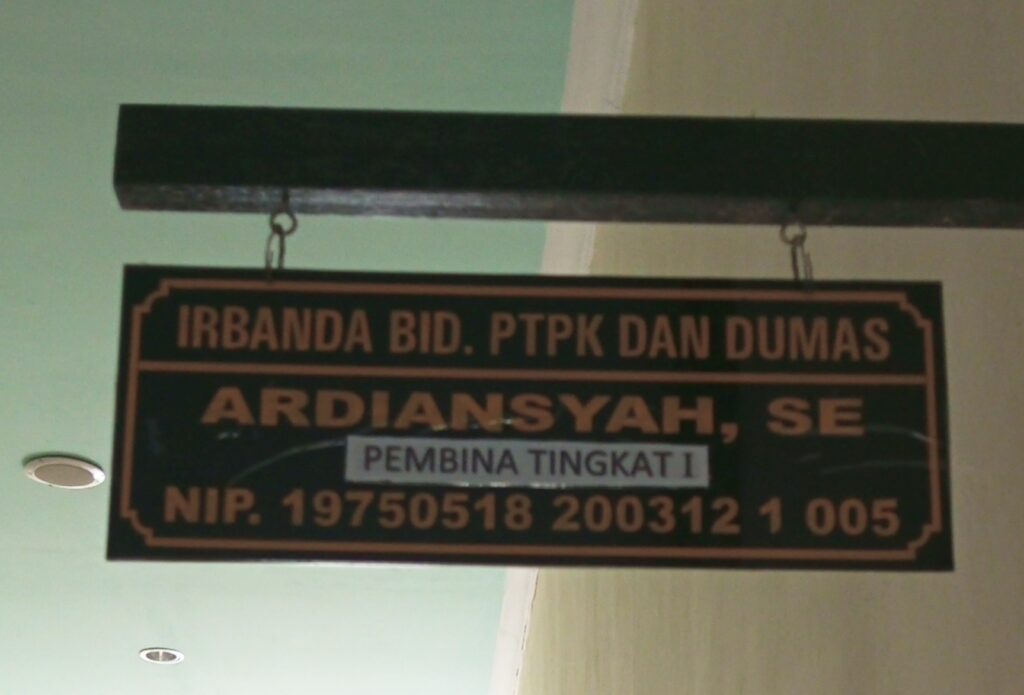 IRBANDA BID. PTPK DAN DUMAS
ARDIANSYAH, SE
PEMBINA TINGKAT I
NIP. 19750518 200312 1 005